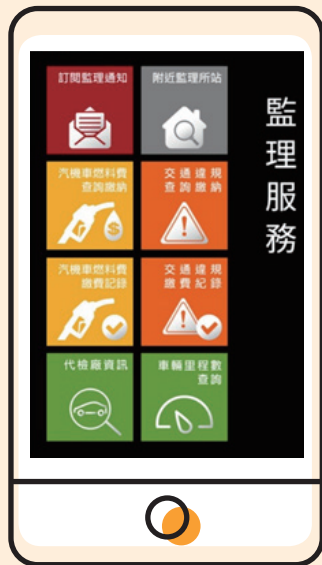 訂閱監理通知
附近監理所站
汽機車燃料費
查詢繳納
交通違規
查詢繳納
汽機車燃料費
繳費記錄
交通違規
繳費紀錄
代檢廠資訊
車輛里程數
查詢
監理服務